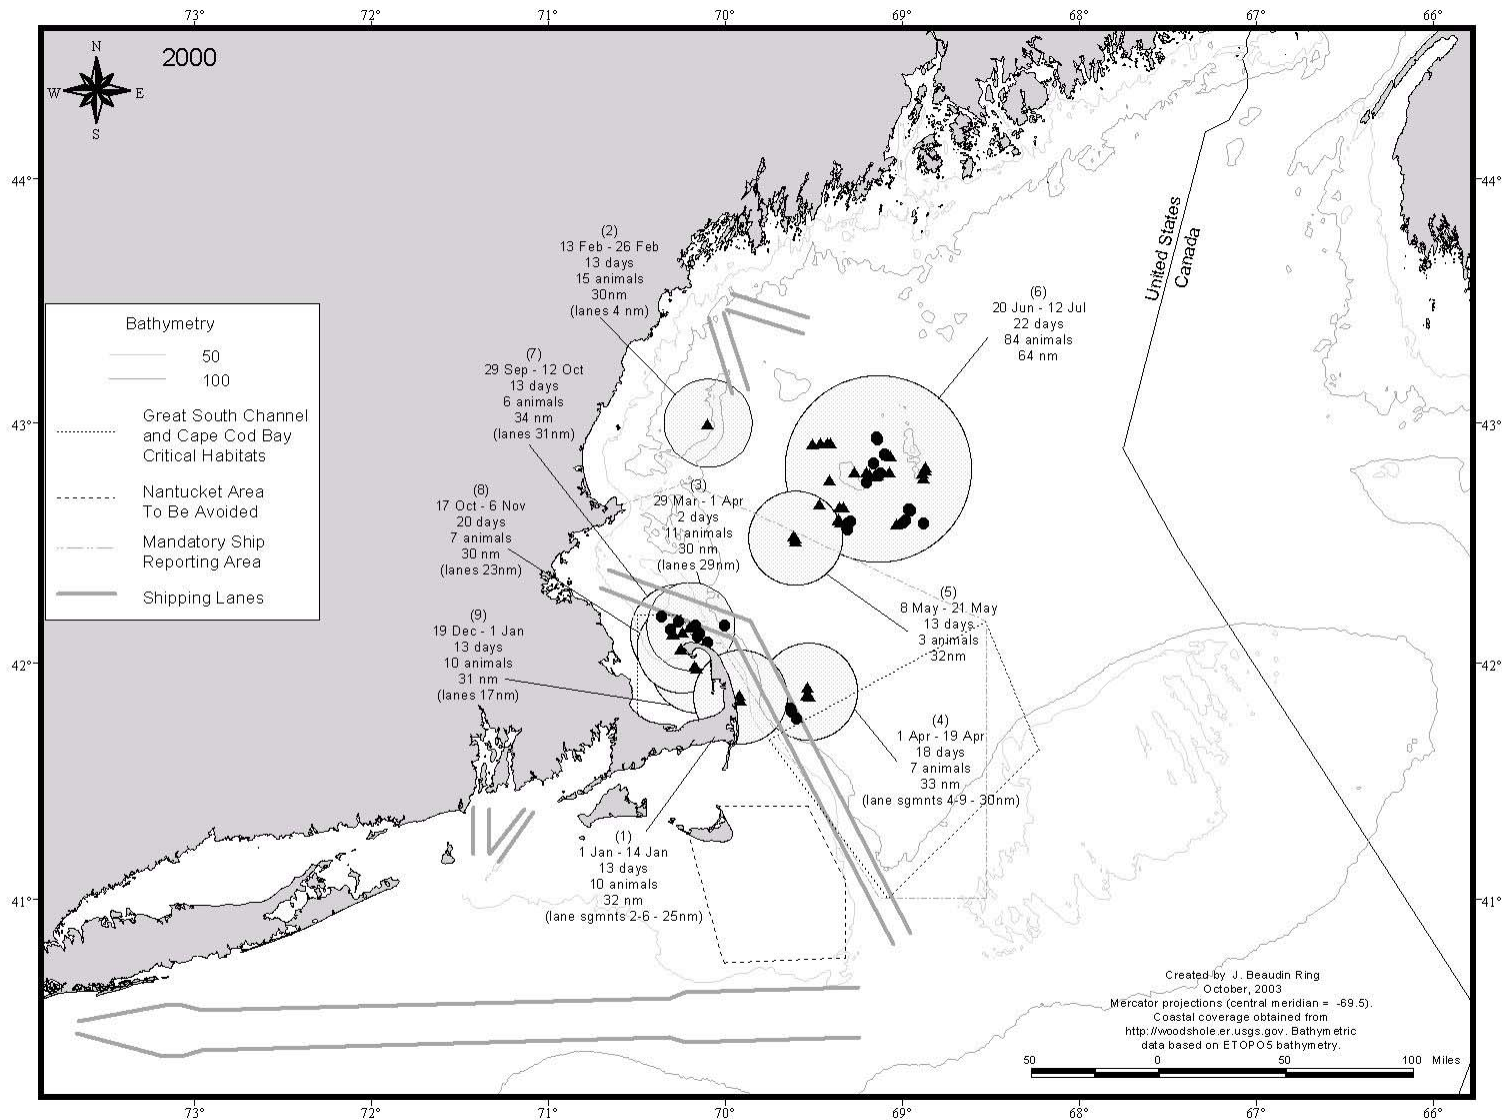 73°
72°
71°
70°
69°
68°
67°
66°
N
W E
S
2000
44°
44°
43°
43°
42°
42°
41°
41°
United States
Canada
(2)
13 Feb - 26 Feb
13 days
15 animals
30nm
(lanes 4 nm)
(6)
20 Jun - 12 Jul
22 days
84 animals
64 nm
(7)
29 Sep - 12 Oct
13 days
6 animals
34 nm
(lanes 31nm)
Bathymetry
50
100
Great South Channel
and Cape Cod Bay
Critical Habitats
Nantucket Area
To Be Avoided
Mandatory Ship
Reporting Area
Shipping Lanes
(3)
29 Mar - 1 Apr
2 days
11 animals
30 nm
(lanes 29nm)
(8)
17 Oct - 6 Nov
20 days
7 animals
30 nm
(lanes 23nm)
(5)
8 May - 21 May
13 days
3 animals
32nm
(9)
19 Dec - 1 Jan
13 days
10 animals
31 nm
(lanes 17nm)
(4)
1 Apr - 19 Apr
18 days
7 animals
33 nm
(lane sgmnts 4-9 - 30nm)
(1)
1 Jan - 14 Jan
13 days
10 animals
32 nm
(lane sgmnts 2-6 - 25nm)
Created by J. Beaudin Ring
October, 2003
Mercator projections (central meridian = -69.5).
Coastal coverage obtained from
http://woodshole.er.usgs.gov. Bathymetric
data based on ETOPO5 bathymetry.
50 0 50 100 Miles
73°
72°
71°
70°
69°
68°
67°
66°